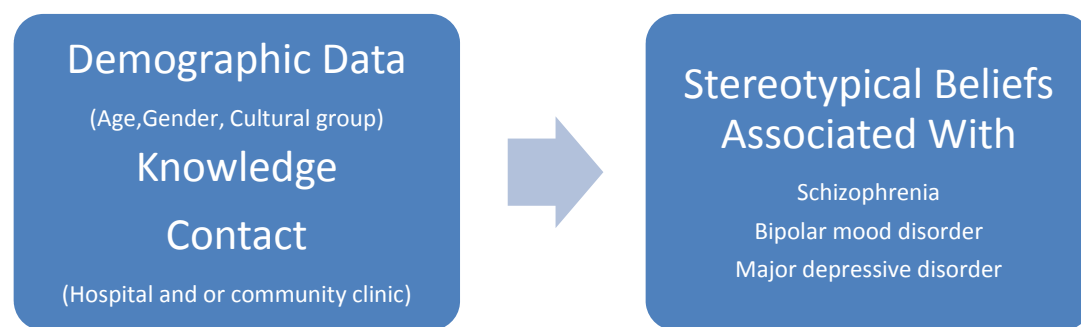 Demographic Data
(Age,Gender, Cultural group)
Knowledge
Contact
(Hospital and or community clinic)
Stereotypical Beliefs
Associated With
Schizophrenia
Bipolar mood disorder
Major depressive disorder